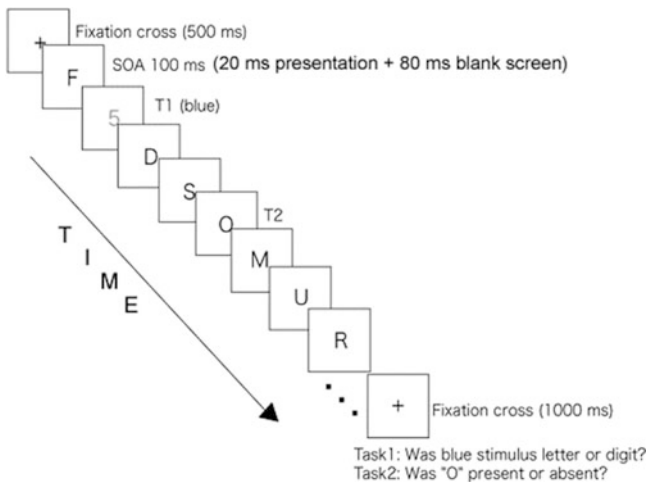 Fixation cross (500 ms)
+
F
SOA 100 ms (20 ms presentation + 80 ms blank screen)
5
T1 (blue)
D
S
O
T2
M
U
R
T
I
M
E
+
Fixation cross (1000 ms)
Task1: Was blue stimulus letter or digit?
Task2: Was "O" present or absent?